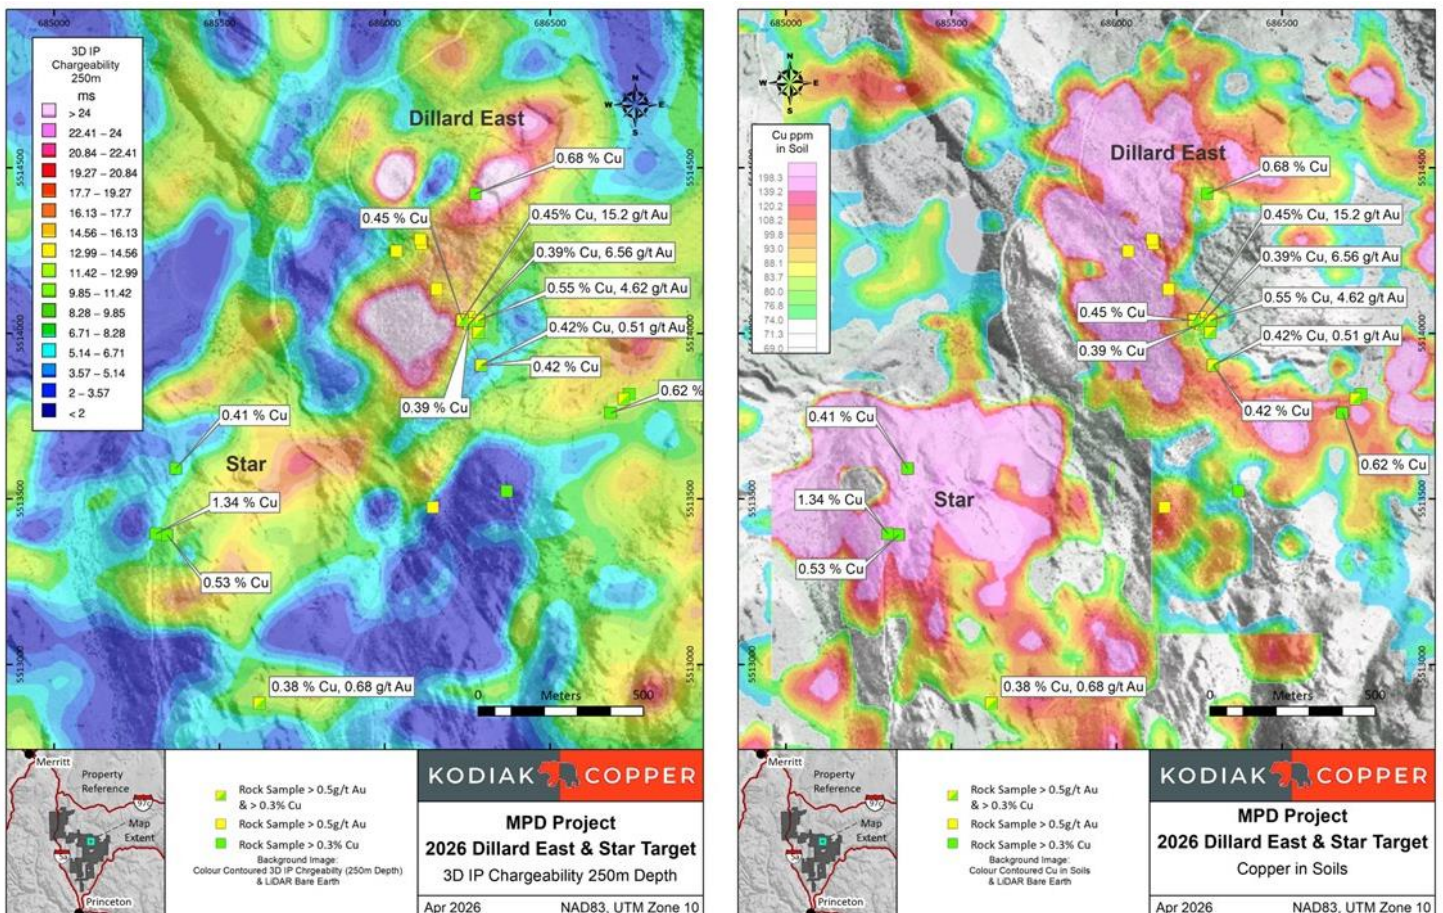 685000
685500
686000
686500
3D IP
Chargeability
250m
ms
> 24
22.41 – 24
20.84 – 22.41
19.27 – 20.84
17.7 – 19.27
16.13 – 17.7
14.56 – 16.13
12.99 – 14.56
11.42 – 12.99
9.85 – 11.42
8.28 – 9.85
6.71 – 8.28
5.14 – 6.71
3.57 – 5.14
2 – 3.57
< 2
N
W
E
S
Dillard East
0.68 % Cu
0.45 % Cu
0.45% Cu, 15.2 g/t Au
0.39% Cu, 6.56 g/t Au
0.55 % Cu, 4.62 g/t Au
0.42% Cu, 0.51 g/t Au
0.42 % Cu
0.39 % Cu
0.62 %
0.41 % Cu
Star
1.34 % Cu
0.53 % Cu
0.38 % Cu, 0.68 g/t Au
0 Meters 500
5514500
5514000
5513500
5513000
5514500
5514000
5513500
5513000
Merritt
Property
Reference
97c
Map
Extent
Princeton
Rock Sample > 0.5g/t Au
& > 0.3% Cu
Rock Sample > 0.5g/t Au
Rock Sample > 0.3% Cu
Background Image:
Colour Contoured 3D IP Chargeability (250m Depth)
& LiDAR Bare Earth
KODIAK COPPER
MPD Project
2026 Dillard East & Star Target
3D IP Chargeability 250m Depth
Apr 2026 NAD83, UTM Zone 10
685000
685500
686000
686500
N
W
E
S
Cu ppm
in Soil
198.3
139.2
120.2
108.2
99.8
93.0
88.1
83.7
80.0
76.8
74.0
71.3
69.0
Dillard East
0.68 % Cu
0.45% Cu, 15.2 g/t Au
0.39% Cu, 6.56 g/t Au
0.55 % Cu, 4.62 g/t Au
0.45 % Cu
0.42% Cu, 0.51 g/t Au
0.39 % Cu
0.42 % Cu
0.41 % Cu
0.62 % Cu
Star
1.34 % Cu
0.53 % Cu
0.38 % Cu, 0.68 g/t Au
0 Meters 500
5514500
5514000
5513500
5513000
5514500
5514000
5513500
5513000
Merritt
Property
Reference
97c
Map
Extent
Princeton
Rock Sample > 0.5g/t Au
& > 0.3% Cu
Rock Sample > 0.5g/t Au
Rock Sample > 0.3% Cu
Background Image:
Colour Contoured Cu in Soils
& LiDAR Bare Earth
KODIAK COPPER
MPD Project
2026 Dillard East & Star Target
Copper in Soils
Apr 2026 NAD83, UTM Zone 10